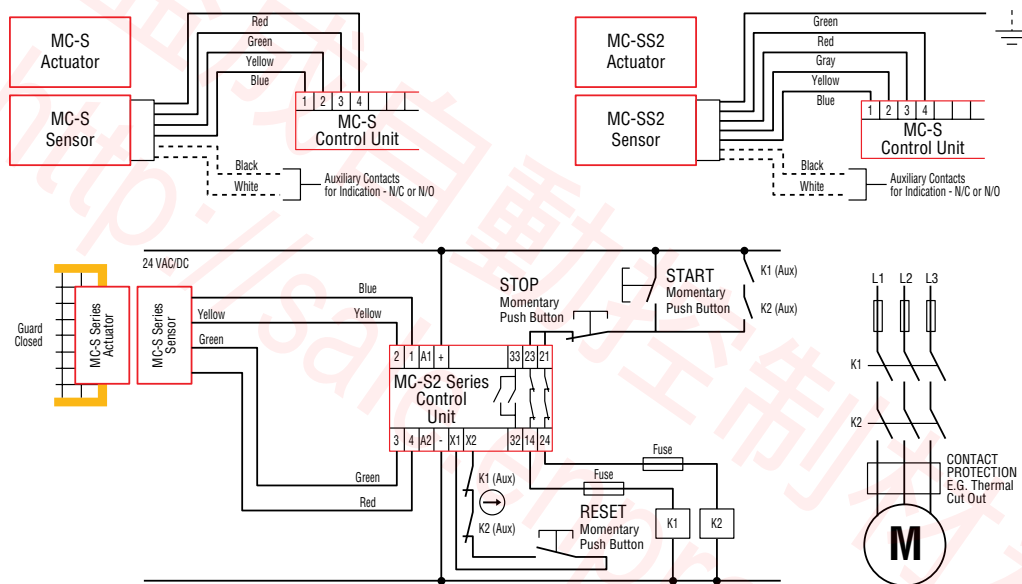 MC-S
Actuator
MC-S
Sensor
Red
Green
Yellow
Blue
1 2 3 4
MC-S
Control Unit
Black
White
Auxiliary Contacts
for Indication - N/C or N/O
MC-SS2
Actuator
MC-SS2
Sensor
Green
Red
Gray
Yellow
Blue
1 2 3 4
MC-S
Control Unit
Black
White
Auxiliary Contacts
for Indication - N/C or N/O
24 VAC/DC
Guard
Closed
MC-S Series
Actuator
MC-S Series
Sensor
Blue
Yellow
Yellow
Green
STOP
Momentary
Push Button
START
Momentary
Push Button
K1 (Aux)
K2 (Aux)
2 1 A1 + 33 23 21
MC-S2 Series
Control
Unit
3 4 A2 - X1 X2 32 14 24
Green
Red
K1 (Aux)
K2 (Aux)
RESET
Momentary
Push Button
Fuse
Fuse
K1
K2
L1 L2 L3
K1
K2
CONTACT
PROTECTION
E.G. Thermal
Cut Out
M